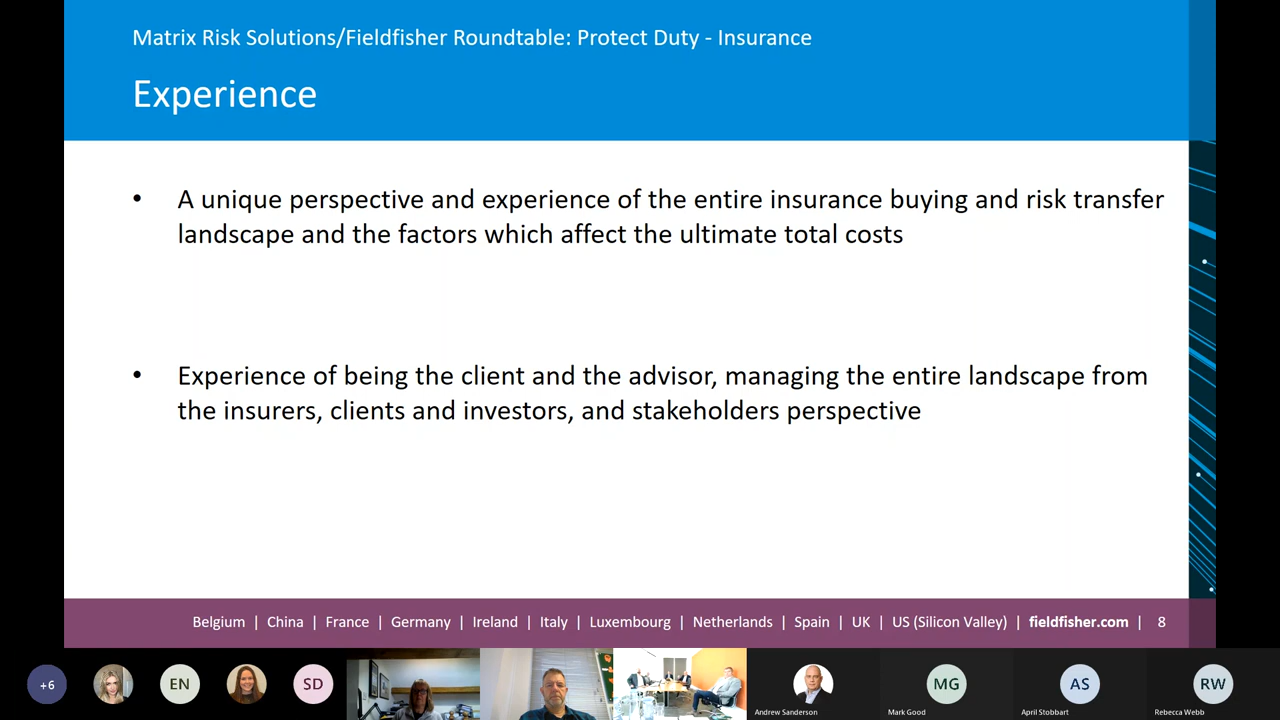 Matrix Risk Solutions/Fieldfisher Roundtable: Protect Duty - Insurance
Experience
• A unique perspective and experience of the entire insurance buying and risk transfer
landscape and the factors which affect the ultimate total costs
• Experience of being the client and the advisor, managing the entire landscape from
the insurers, clients and investors, and stakeholders perspective
Belgium | China | France | Germany | Ireland | Italy | Luxembourg | Netherlands | Spain | UK | US (Silicon Valley) | fieldfisher.com | 8
+6 EN SD MG AS RW
Andrew Sanderson Mark Good April Stobbart Rebecca Webb